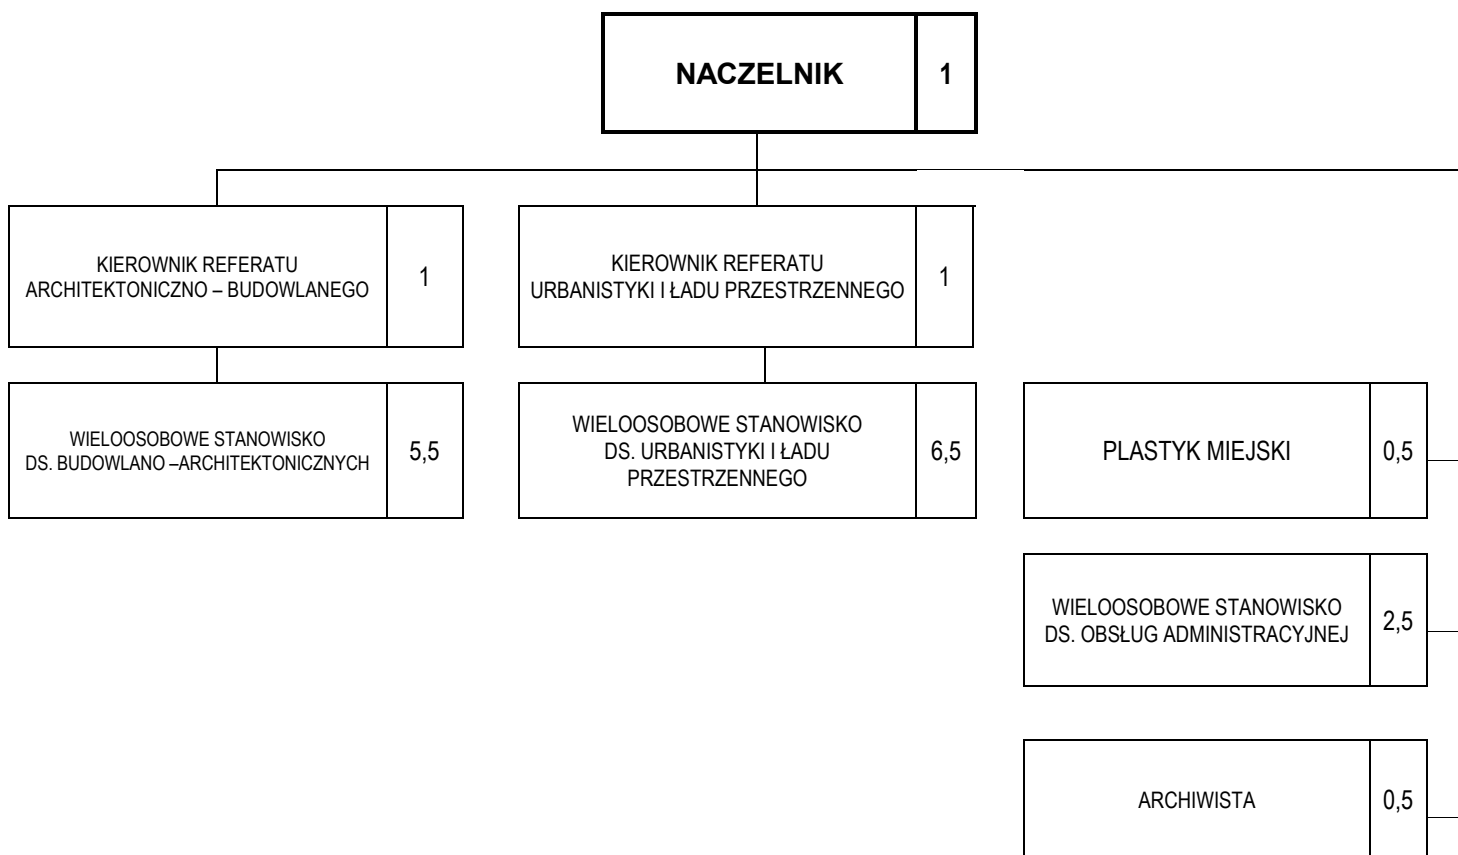 NACZELNIK 1
KIEROWNIK REFERATU
ARCHITEKTONICZNO – BUDOWLANEGO
1
KIEROWNIK REFERATU
URBANISTYKI I ŁADU PRZESTRZENNEGO
1
WIELOOSOBOWE STANOWISKO
DS. BUDOWLANO –ARCHITEKTONICZNYCH
5,5
WIELOOSOBOWE STANOWISKO
DS. URBANISTYKI I ŁADU
PRZESTRZENNEGO
6,5
PLASTYK MIEJSKI 0,5
WIELOOSOBOWE STANOWISKO
DS. OBSŁUG ADMINISTRACYJNEJ
2,5
ARCHIWISTA 0,5